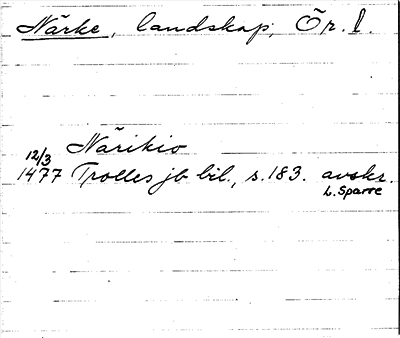 Närke, landskap, Ör. l.
Närikio
12/3
1477 Trolles jb bil., s.183. avskr.
L. Sparre